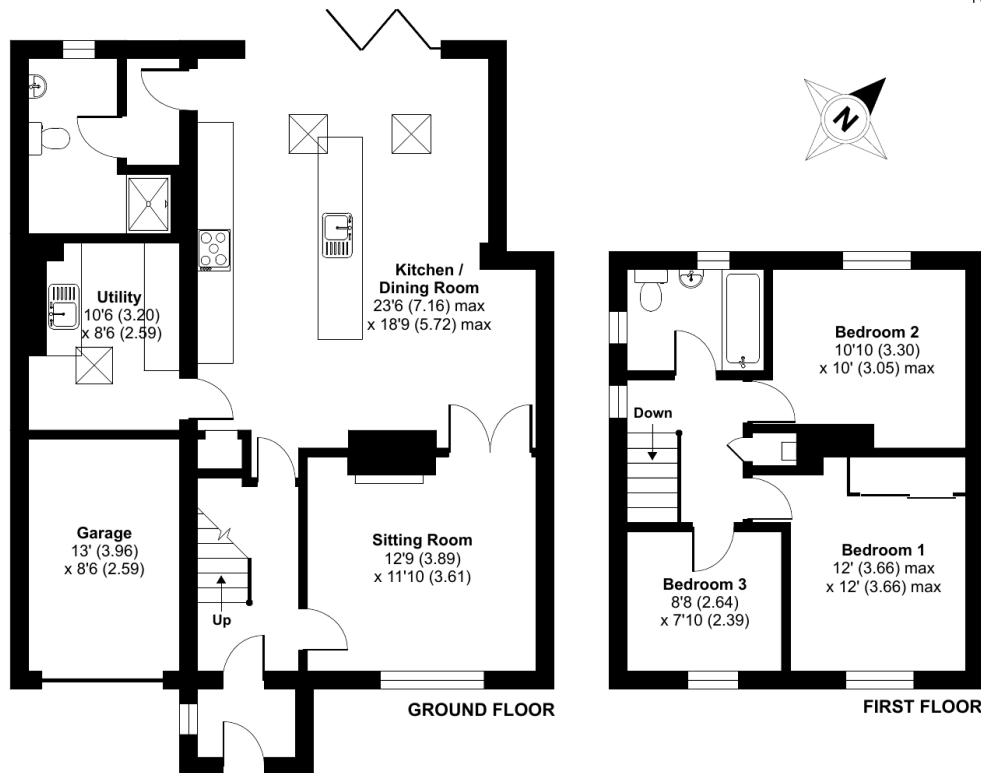 N
Kitchen /
Dining Room
23'6 (7.16) max
x 18'9 (5.72) max
Utility
10'6 (3.20)
x 8'6 (2.59)
Garage
13' (3.96)
x 8'6 (2.59)
Up
Sitting Room
12'9 (3.89)
x 11'10 (3.61)
GROUND FLOOR
Bedroom 2
10'10 (3.30)
x 10' (3.05) max
Down
Bedroom 1
12' (3.66) max
x 12' (3.66) max
Bedroom 3
8'8 (2.64)
x 7'10 (2.39)
FIRST FLOOR